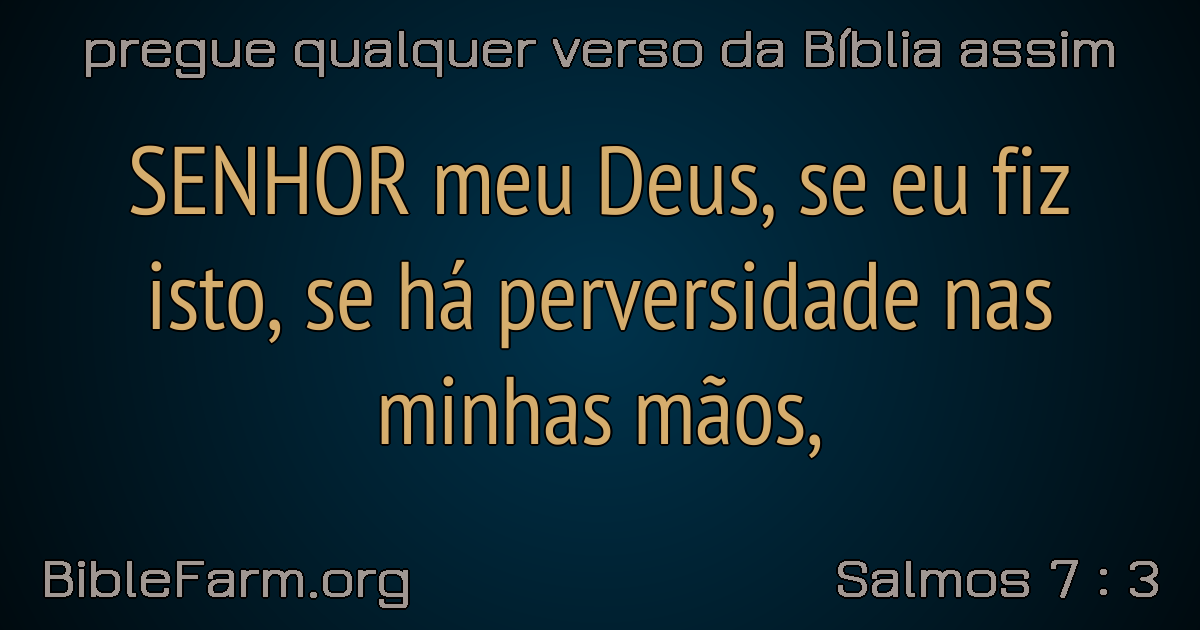 pregue qualquer verso da Bíblia assim
SENHOR meu Deus, se eu fiz
isto, se há perversidade nas
minhas mãos,
BibleFarm.org
Salmos 7 : 3